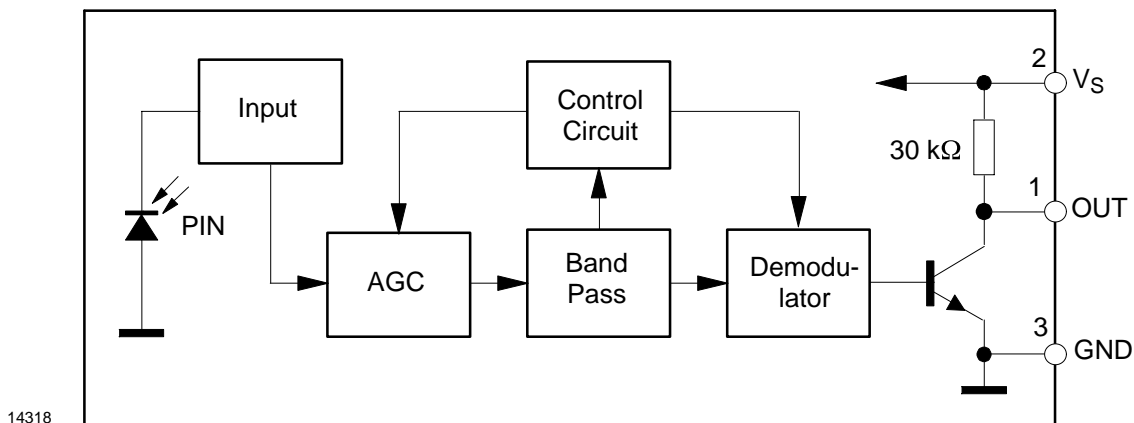 Input
Control
Circuit
2
VS
30 kΩ
1
OUT
PIN
AGC
Band
Pass
Demodu-
lator
3
GND
14318